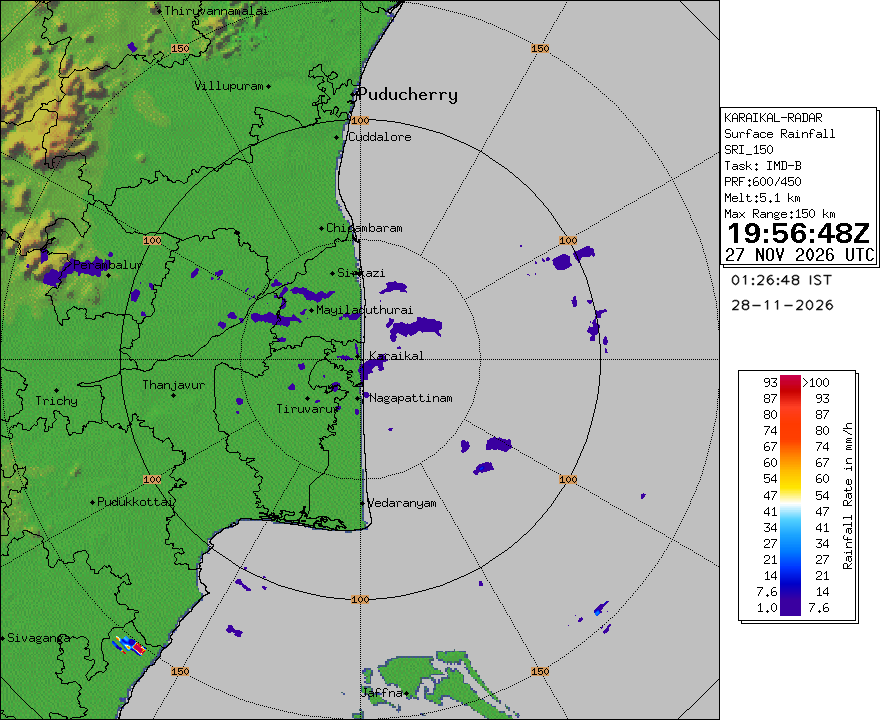 Thiruvannamalai
150
150
Villupuram
Puducherry
100
Cuddalore
KARAIKAL-RADAR
Surface Rainfall
SRI_150
Task: IMD-B
PRF:600/450
Melt:5.1 km
Max Range:150 km
19:56:48Z
27 NOV 2026 UTC
01:26:48 IST
28-11-2026
Chidambaram
100
100
Perambalur
Sirkazi
Mayiladuthurai
Karaikal
Thanjavur
Trichy
Tiruvarur
Nagapattinam
100
100
Pudukkottai
Vedaranyam
100
Sivaganga
150
150
Jaffna
93 >100
87 93
80 87
74 80
67 74
60 67
54 60
47 54
41 47
34 41
27 34
21 27
14 21
7.6 14
1.0 7.6
Rainfall Rate in mm/h